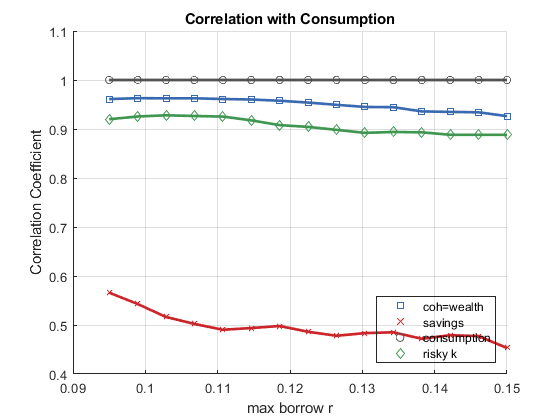 Correlation with Consumption
Correlation Coefficient
1.1
1
0.9
0.8
0.7
0.6
0.5
0.4
coh=wealth
savings
consumption
risky k
0.09
0.1
0.11
0.12
0.13
0.14
0.15
max borrow r